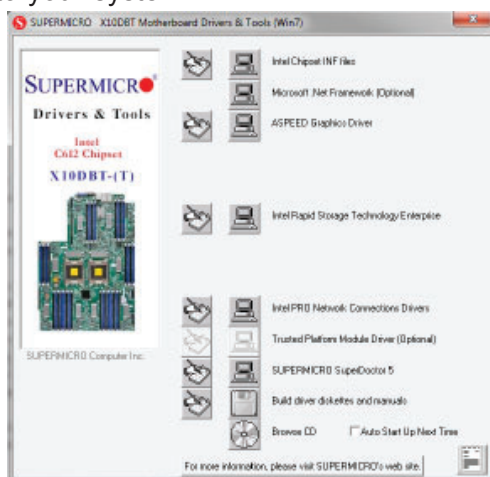 SUPERMICRO X10DBT Motherboard Drivers & Tools (Win7)
SUPERMICRO
Drivers & Tools
Intel
C612 Chipset
X10DBT-(T)
SUPERMICRO Computer Inc.
Intel Chipset INF files
Microsoft .Net Framework (Optional)
ASPEED Graphics Driver
Intel Rapid Storage Technology Enterprise
Intel PRO Network Connections Drivers
Trusted Platform Module Driver (Optional)
SUPERMICRO SuperDoctor 5
Build driver diskettes and manuals
Browse CD
Auto Start Up Next Time
For more information, please visit SUPERMICRO's web site.